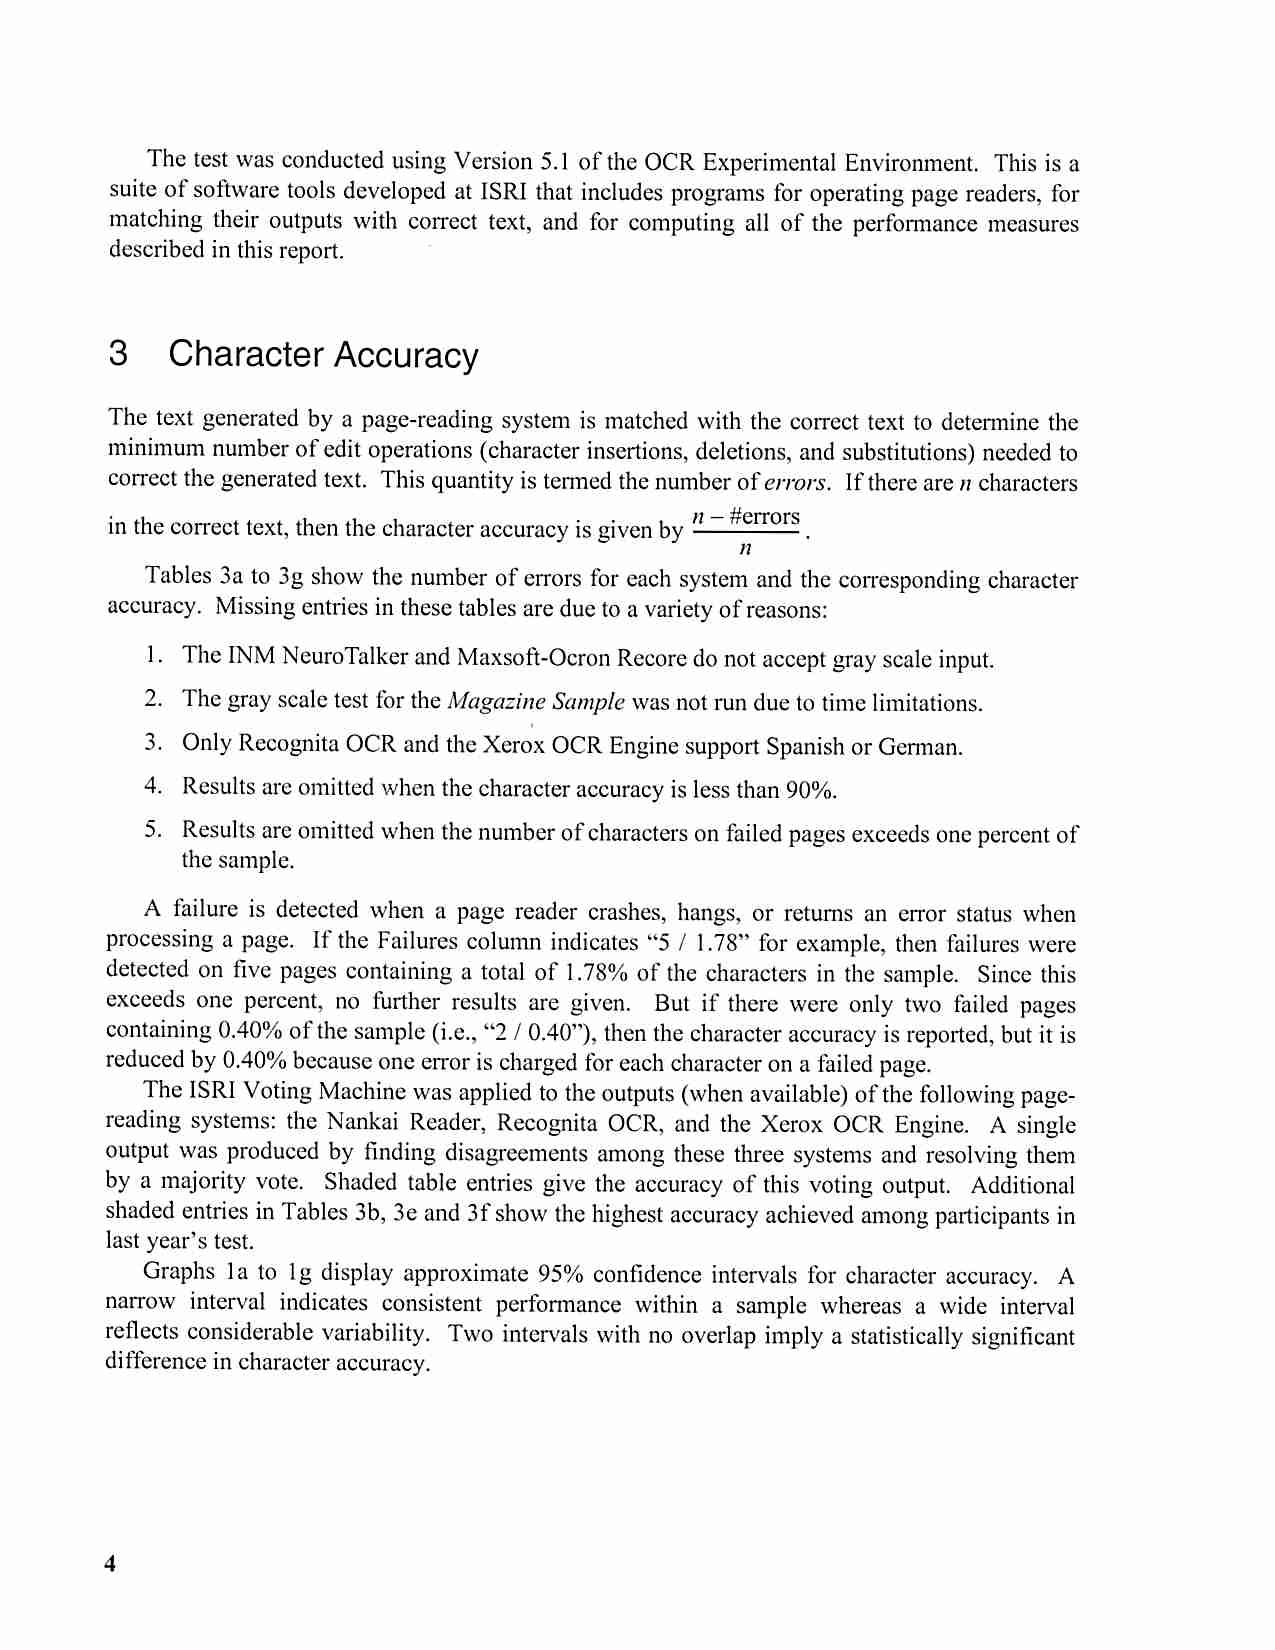 The test was conducted using Version 5.1 of the OCR Experimental Environment. This is a
suite of software tools developed at ISRI that includes programs for operating page readers, for
matching their outputs with correct text, and for computing all of the performance measures
described in this report.
3 Character Accuracy
The text generated by a page-reading system is matched with the correct text to determine the
minimum number of edit operations (character insertions, deletions, and substitutions) needed to
correct the generated text. This quantity is termed the number of errors. If there are n characters
in the correct text, then the character accuracy is given by n – #errors / n .
Tables 3a to 3g show the number of errors for each system and the corresponding character
accuracy. Missing entries in these tables are due to a variety of reasons:
1. The INM NeuroTalker and Maxsoft-Ocron Recore do not accept gray scale input.
2. The gray scale test for the Magazine Sample was not run due to time limitations.
3. Only Recognita OCR and the Xerox OCR Engine support Spanish or German.
4. Results are omitted when the character accuracy is less than 90%.
5. Results are omitted when the number of characters on failed pages exceeds one percent of
the sample.
A failure is detected when a page reader crashes, hangs, or returns an error status when
processing a page. If the Failures column indicates “5 / 1.78” for example, then failures were
detected on five pages containing a total of 1.78% of the characters in the sample. Since this
exceeds one percent, no further results are given. But if there were only two failed pages
containing 0.40% of the sample (i.e., “2 / 0.40”), then the character accuracy is reported, but it is
reduced by 0.40% because one error is charged for each character on a failed page.
The ISRI Voting Machine was applied to the outputs (when available) of the following page-
reading systems: the Nankai Reader, Recognita OCR, and the Xerox OCR Engine. A single
output was produced by finding disagreements among these three systems and resolving them
by a majority vote. Shaded table entries give the accuracy of this voting output. Additional
shaded entries in Tables 3b, 3e and 3f show the highest accuracy achieved among participants in
last year’s test.
Graphs 1a to 1g display approximate 95% confidence intervals for character accuracy. A
narrow interval indicates consistent performance within a sample whereas a wide interval
reflects considerable variability. Two intervals with no overlap imply a statistically significant
difference in character accuracy.
4